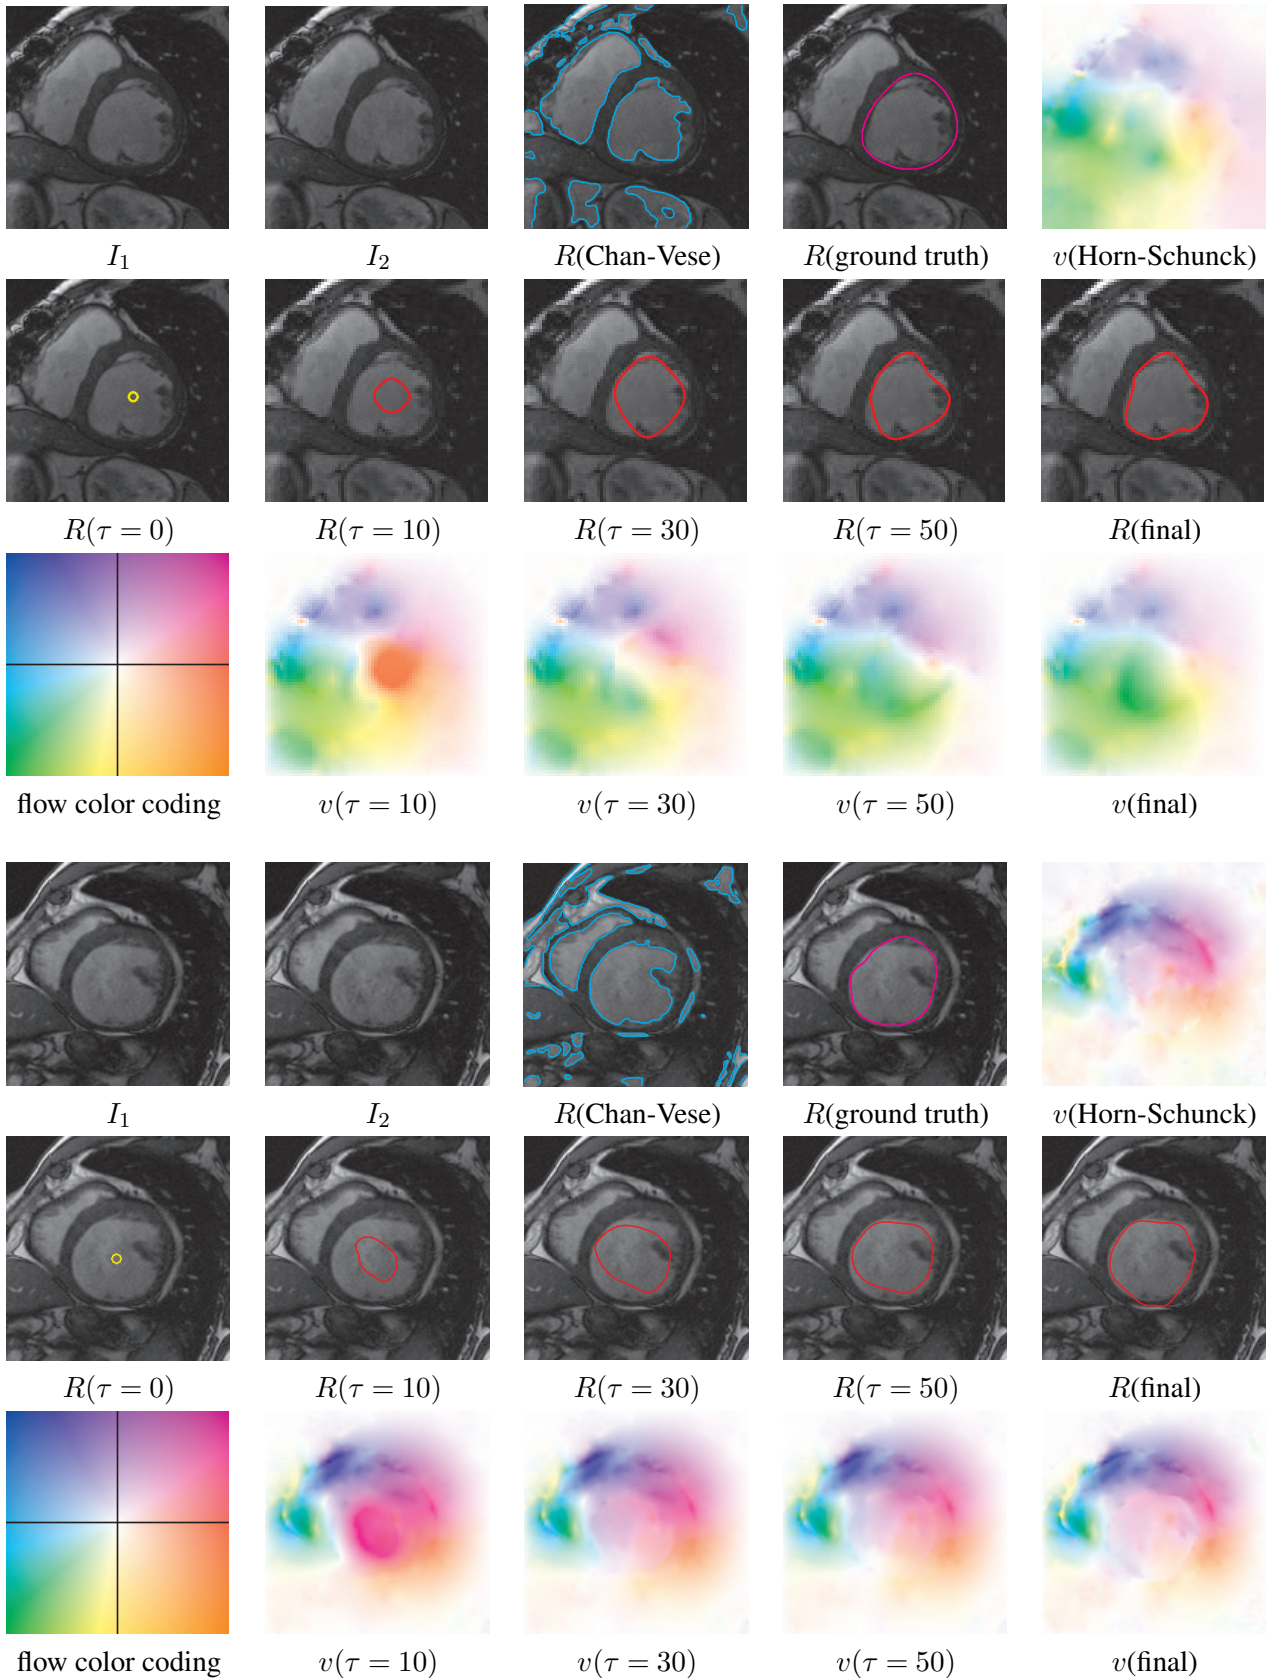 I₁ I₂ R(Chan-Vese) R(ground truth) v(Horn-Schunck)
R(τ = 0) R(τ = 10) R(τ = 30) R(τ = 50) R(final)
flow color coding v(τ = 10) v(τ = 30) v(τ = 50) v(final)
I₁ I₂ R(Chan-Vese) R(ground truth) v(Horn-Schunck)
R(τ = 0) R(τ = 10) R(τ = 30) R(τ = 50) R(final)
flow color coding v(τ = 10) v(τ = 30) v(τ = 50) v(final)